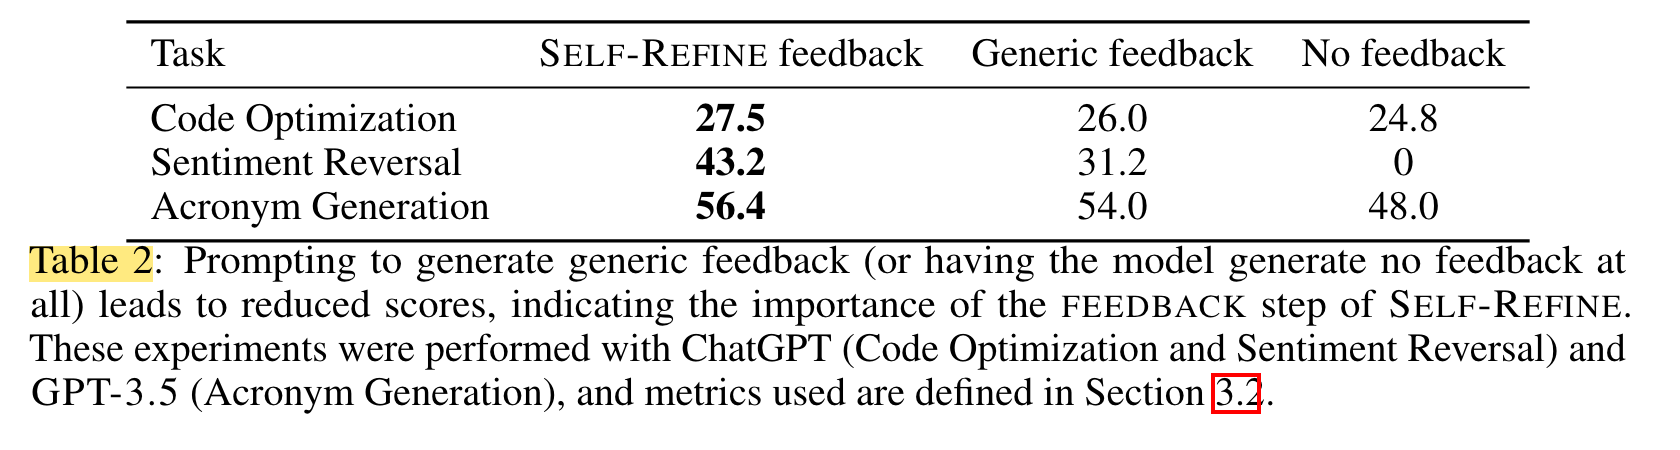 Task SELF-REFINE feedback Generic feedback No feedback
Code Optimization 27.5 26.0 24.8
Sentiment Reversal 43.2 31.2 0
Acronym Generation 56.4 54.0 48.0
Table 2: Prompting to generate generic feedback (or having the model generate no feedback at
all) leads to reduced scores, indicating the importance of the FEEDBACK step of SELF-REFINE.
These experiments were performed with ChatGPT (Code Optimization and Sentiment Reversal) and
GPT-3.5 (Acronym Generation), and metrics used are defined in Section 3.2.